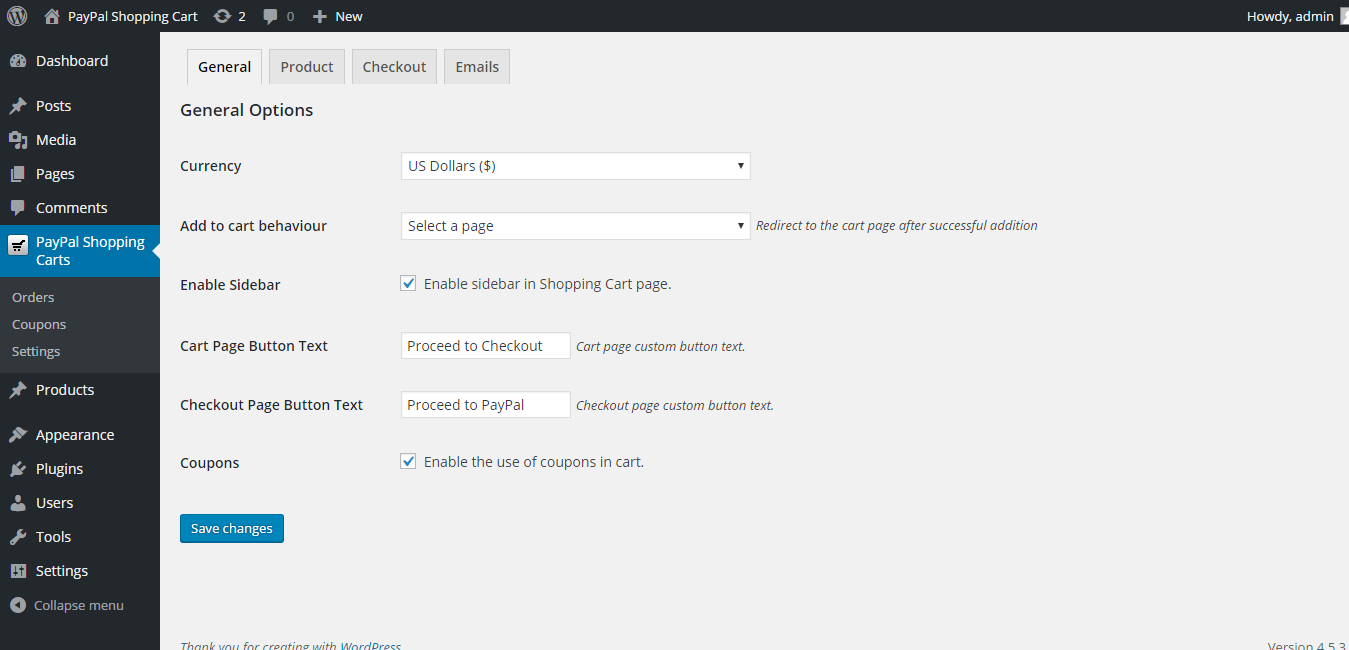 PayPal Shopping Cart 2 0 New Howdy, admin
Dashboard
Posts
Media
Pages
Comments
PayPal Shopping
Carts
Orders
Coupons
Settings
Products
Appearance
Plugins
Users
Tools
Settings
Collapse menu
General Product Checkout Emails
General Options
Currency US Dollars ($)
Add to cart behaviour Select a page Redirect to the cart page after successful addition
Enable Sidebar Enable sidebar in Shopping Cart page.
Cart Page Button Text Proceed to Checkout Cart page custom button text.
Checkout Page Button Text Proceed to PayPal Checkout page custom button text.
Coupons Enable the use of coupons in cart.
Save changes
Thank you for creating with WordPress Version 4.5.3